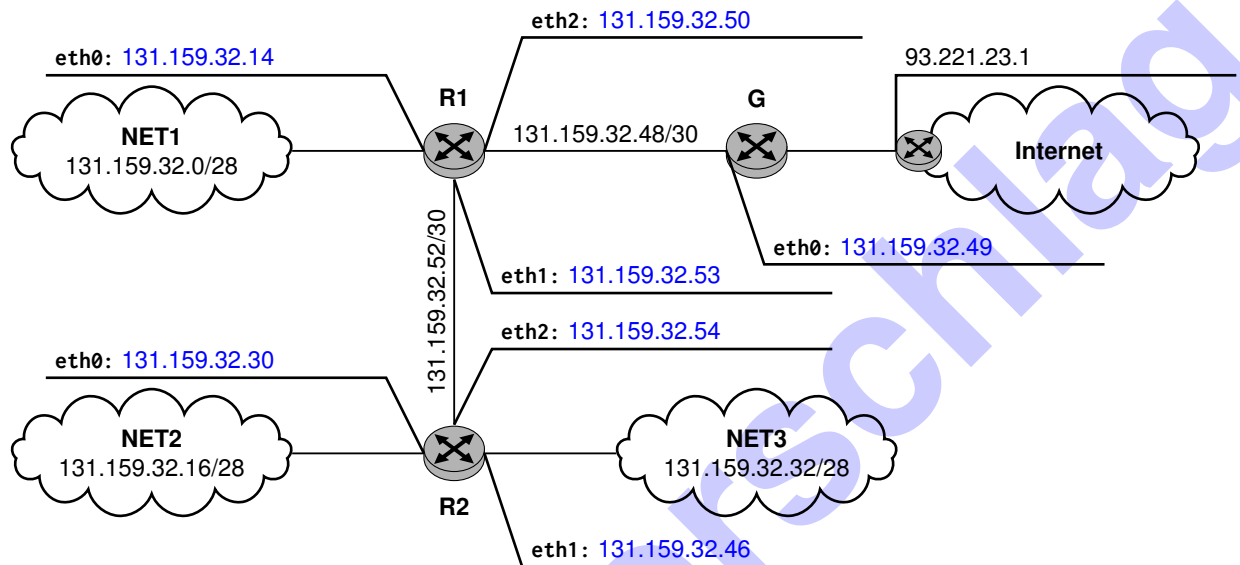 eth2: 131.159.32.50
eth0: 131.159.32.14
93.221.23.1
R1
G
NET1
131.159.32.0/28
131.159.32.48/30
Internet
131.159.32.52/30
eth0: 131.159.32.49
eth1: 131.159.32.53
eth2: 131.159.32.54
eth0: 131.159.32.30
NET2
131.159.32.16/28
NET3
131.159.32.32/28
R2
eth1: 131.159.32.46
rschlag